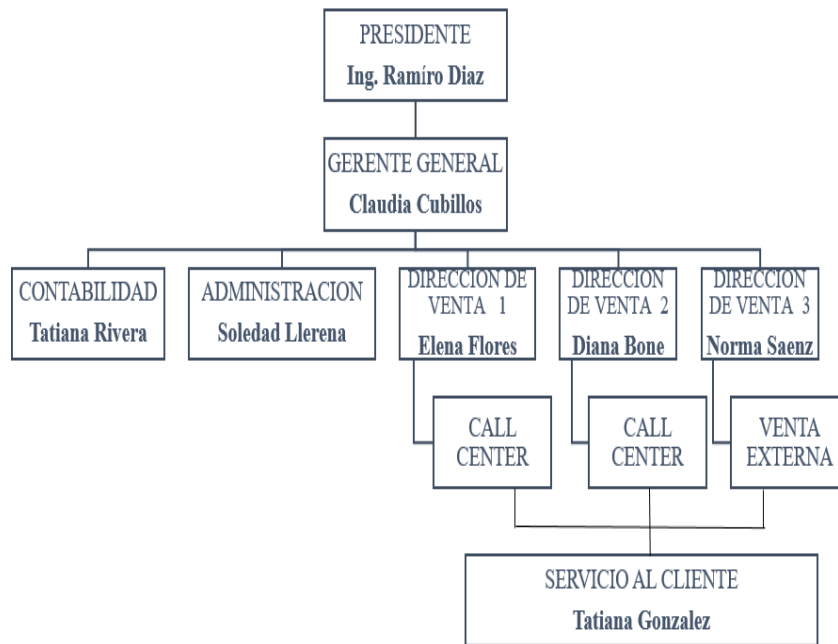 PRESIDENTE
Ing. Ramíro Diaz
GERENTE GENERAL
Claudia Cubillos
CONTABILIDAD
Tatiana Rivera
ADMINISTRACION
Soledad Llerena
DIRECCION DE
VENTA 1
Elena Flores
DIRECCION
DE VENTA 2
Diana Bone
DIRECCION
DE VENTA 3
Norma Saenz
CALL
CENTER
CALL
CENTER
VENTA
EXTERNA
SERVICIO AL CLIENTE
Tatiana Gonzalez